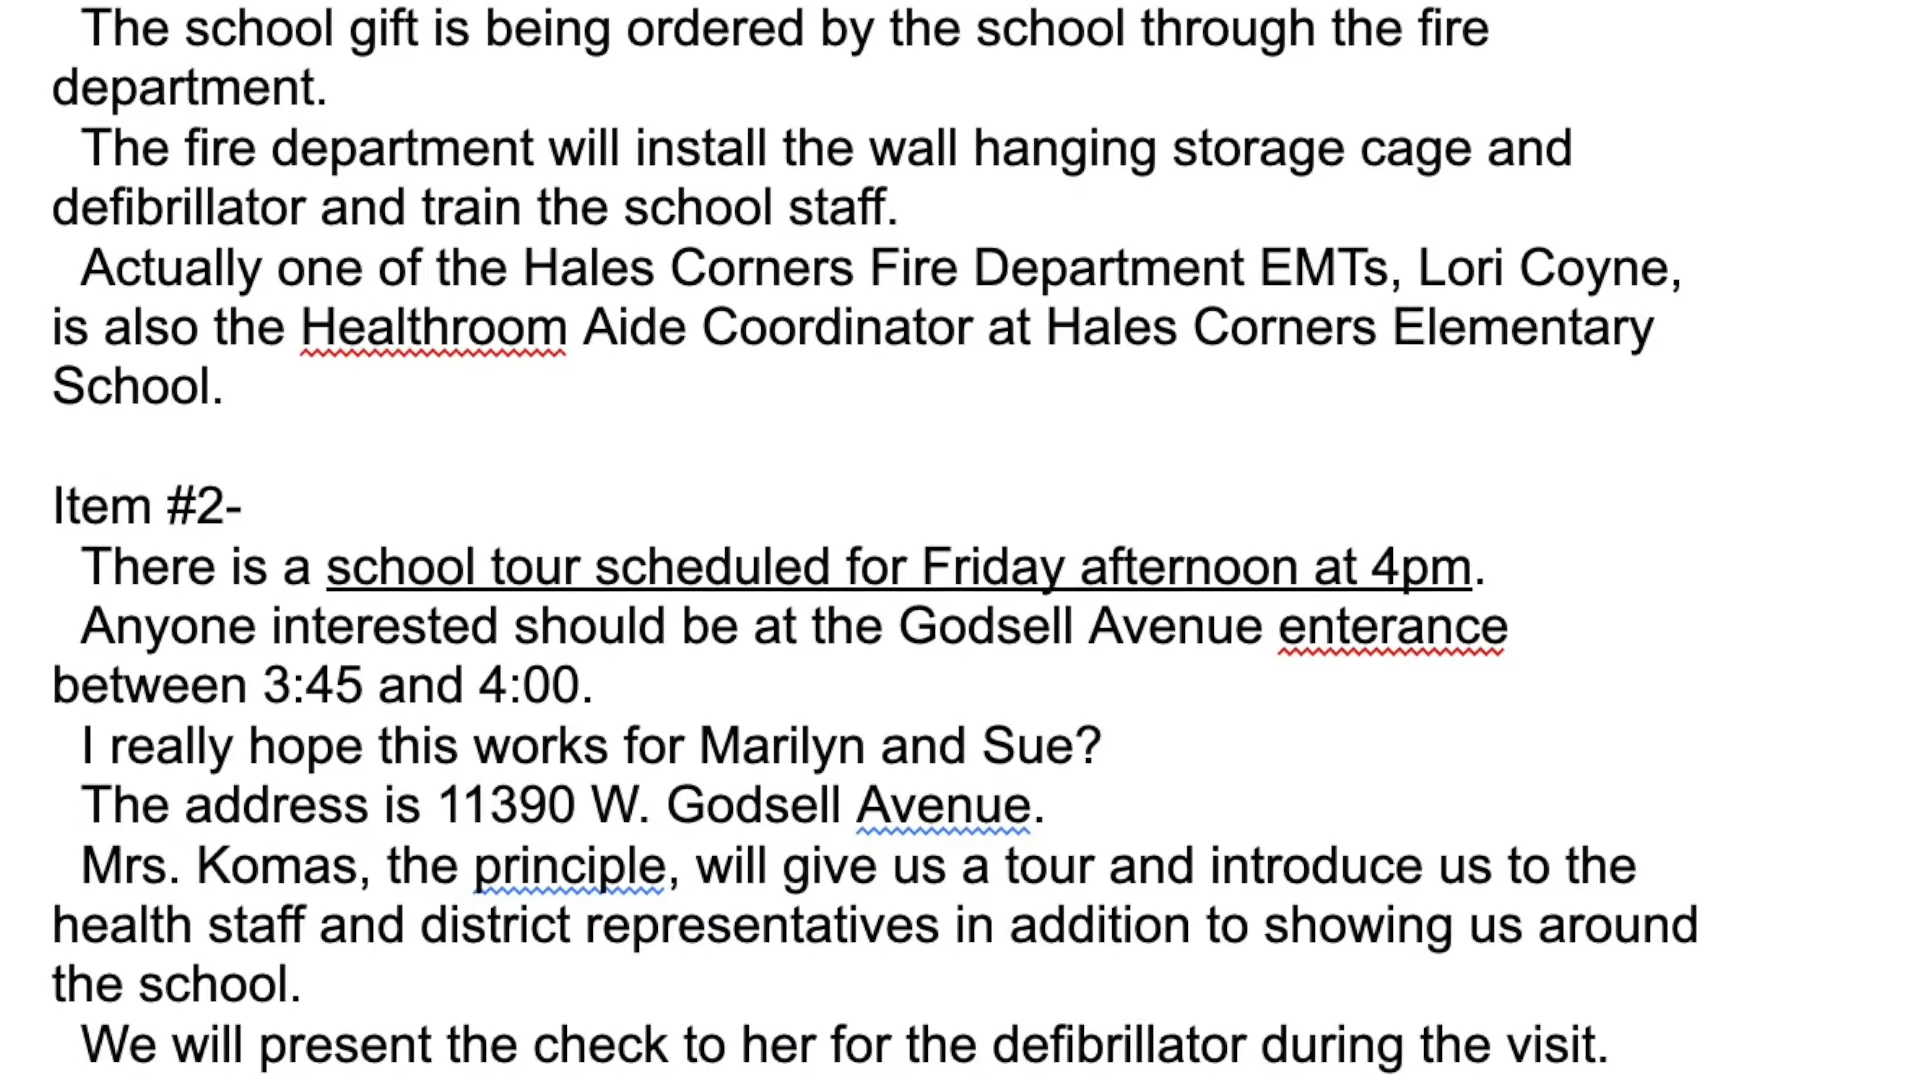 The school gift is being ordered by the school through the fire
department.
The fire department will install the wall hanging storage cage and
defibrillator and train the school staff.
Actually one of the Hales Corners Fire Department EMTs, Lori Coyne,
is also the Healthroom Aide Coordinator at Hales Corners Elementary
School.
Item #2-
There is a school tour scheduled for Friday afternoon at 4pm.
Anyone interested should be at the Godsell Avenue enterance
between 3:45 and 4:00.
I really hope this works for Marilyn and Sue?
The address is 11390 W. Godsell Avenue.
Mrs. Komas, the principle, will give us a tour and introduce us to the
health staff and district representatives in addition to showing us around
the school.
We will present the check to her for the defibrillator during the visit.